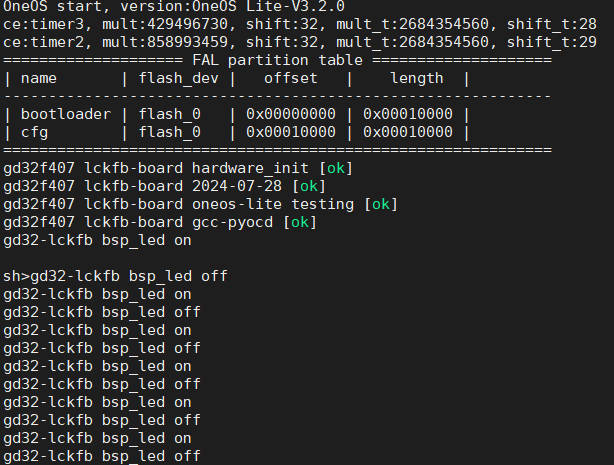 OneOS start, version:OneOS Lite-V3.2.0
ce:timer3, mult:429496730, shift:32, mult_t:2684354560, shift_t:28
ce:timer2, mult:858993459, shift:32, mult_t:2684354560, shift_t:29
==================== FAL partition table ====================
| name       | flash_dev |   offset   |    length  |
-------------------------------------------------------------
| bootloader | flash_0   | 0x00000000 | 0x00010000 |
| cfg        | flash_0   | 0x00010000 | 0x00010000 |
=============================================================
gd32f407 lckfb-board hardware_init [ok]
gd32f407 lckfb-board 2024-07-28 [ok]
gd32f407 lckfb-board oneos-lite testing [ok]
gd32f407 lckfb-board gcc-pyocd [ok]
gd32-lckfb bsp_led on
sh>gd32-lckfb bsp_led off
gd32-lckfb bsp_led on
gd32-lckfb bsp_led off
gd32-lckfb bsp_led on
gd32-lckfb bsp_led off
gd32-lckfb bsp_led on
gd32-lckfb bsp_led off
gd32-lckfb bsp_led on
gd32-lckfb bsp_led off
gd32-lckfb bsp_led on
gd32-lckfb bsp_led off